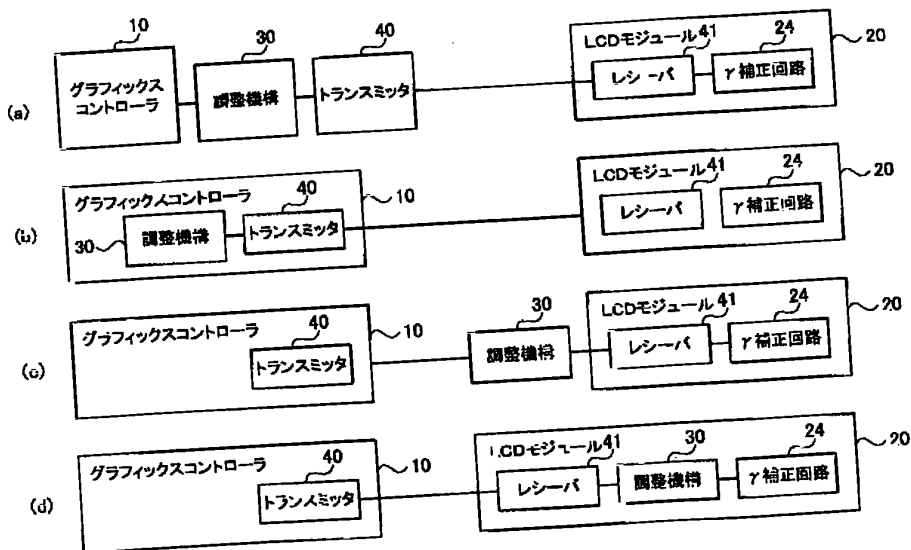 10
30
40
LCDモジュール 41
24
20
(a)
グラフィックス
コントローラ
調整機構
トランスミッタ
レシーバ
γ補正回路
グラフィックスコントローラ
40
10
LCDモジュール 41
24
20
(b)
30
調整機構
トランスミッタ
レシーバ
γ補正回路
グラフィックスコントローラ
40
10
30
LCDモジュール 41
24
20
(c)
トランスミッタ
調整機構
レシーバ
γ補正回路
グラフィックスコントローラ
40
10
LCDモジュール 41
30
24
20
(d)
トランスミッタ
レシーバ
調整機構
γ補正回路